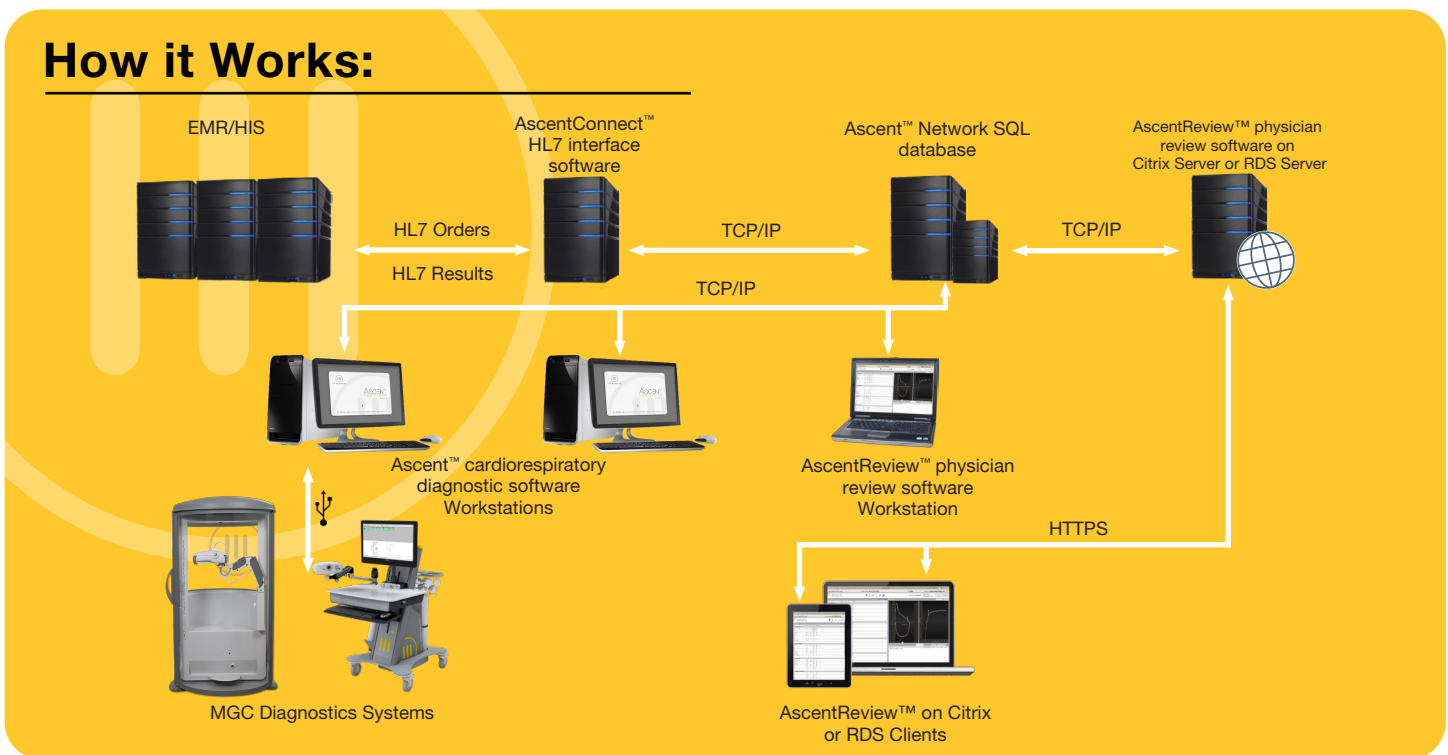 How it Works:
EMR/HIS
AscentConnect™
HL7 interface
software
Ascent™ Network SQL
database
AscentReview™ physician
review software on
Citrix Server or RDS Server
HL7 Orders
HL7 Results
TCP/IP
TCP/IP
TCP/IP
Ascent™ cardiorespiratory
diagnostic software
Workstations
AscentReview™ physician
review software
Workstation
HTTPS
MGC Diagnostics Systems
AscentReview™ on Citrix
or RDS Clients